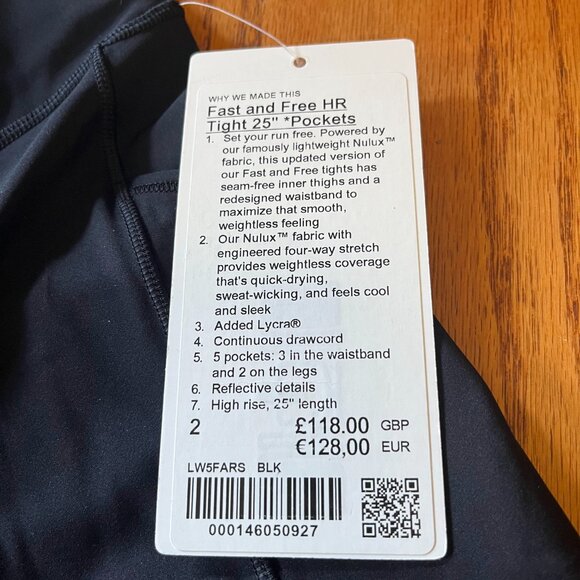 WHY WE MADE THIS
Fast and Free HR
Tight 25" *Pockets
1. Set your run free. Powered by
our famously lightweight Nulux™
fabric, this updated version of
our Fast and Free tights has
seam-free inner thighs and a
redesigned waistband to
maximize that smooth,
weightless feeling
2. Our Nulux™ fabric with
engineered four-way stretch
provides weightless coverage
that's quick-drying,
sweat-wicking, and feels cool
and sleek
3. Added Lycra®
4. Continuous drawcord
5. 5 pockets: 3 in the waistband
and 2 on the legs
6. Reflective details
7. High rise, 25" length
2 £118.00 GBP
€128,00 EUR
LW5FARS BLK
000146050927